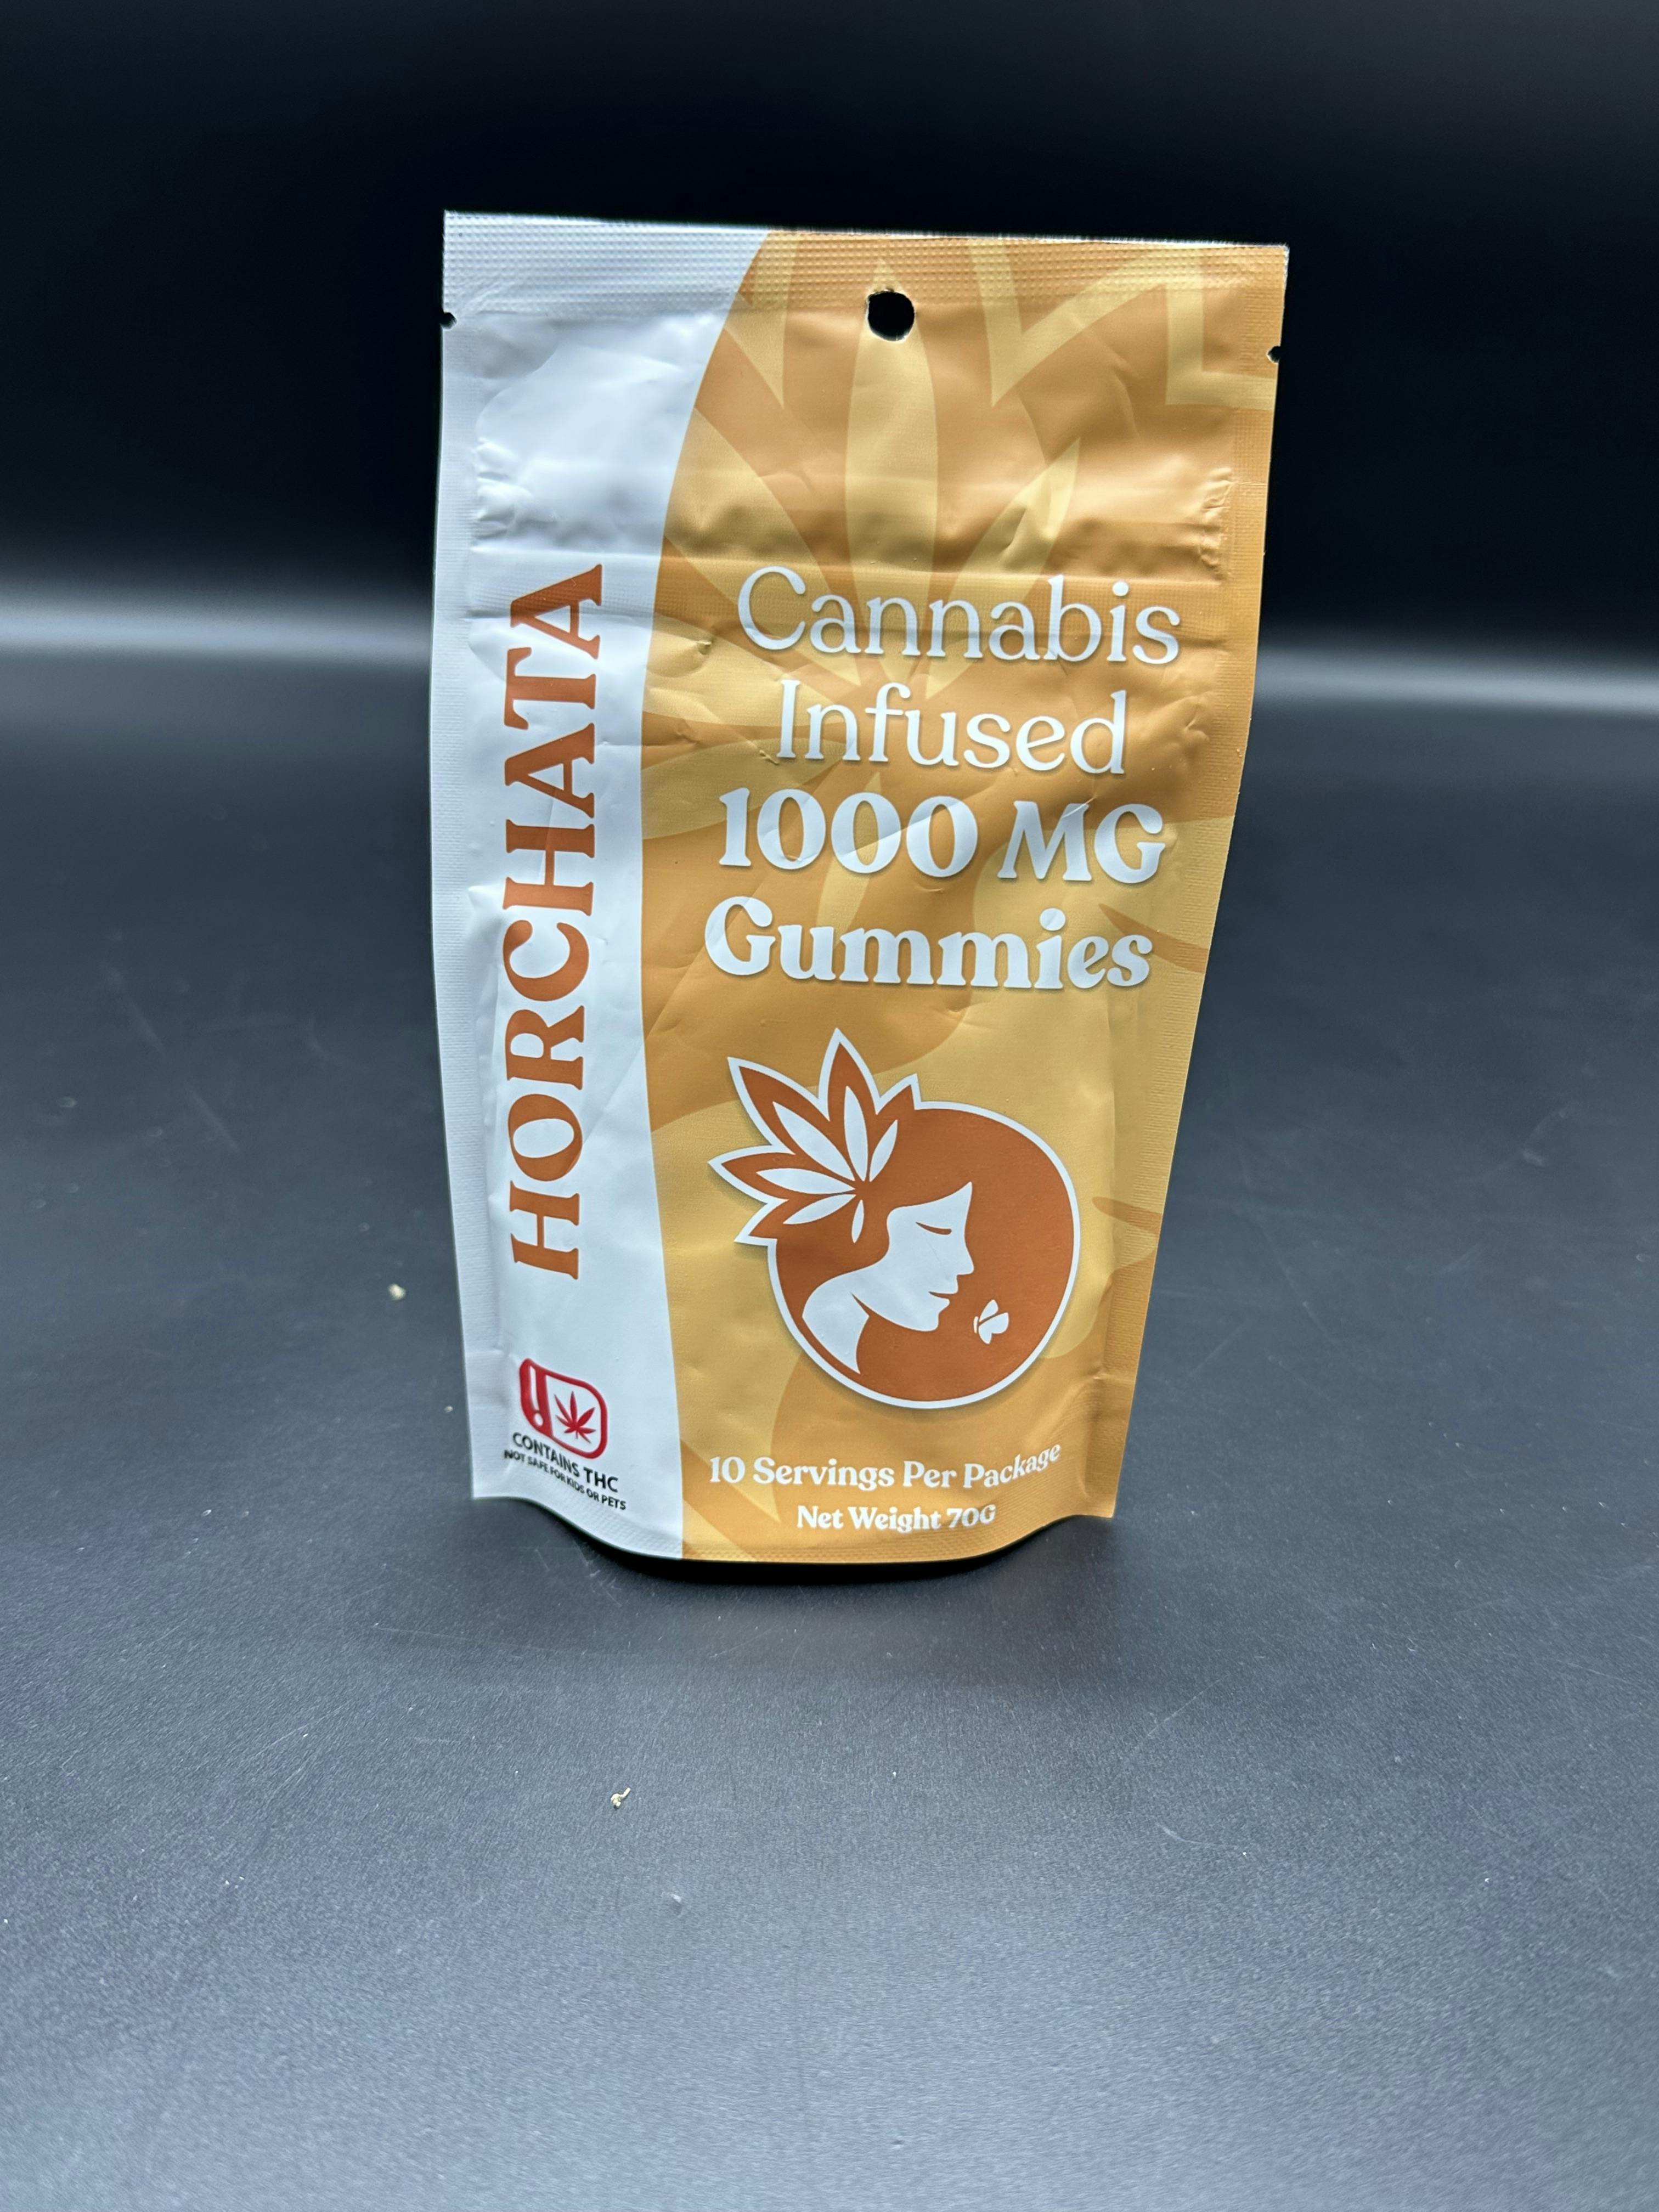 HORCHATA
Cannabis
Infused
1000 MG
Gummies
CONTAINS THC
NOT SAFE FOR KIDS OR PETS
10 Servings Per Package
Net Weight 70G